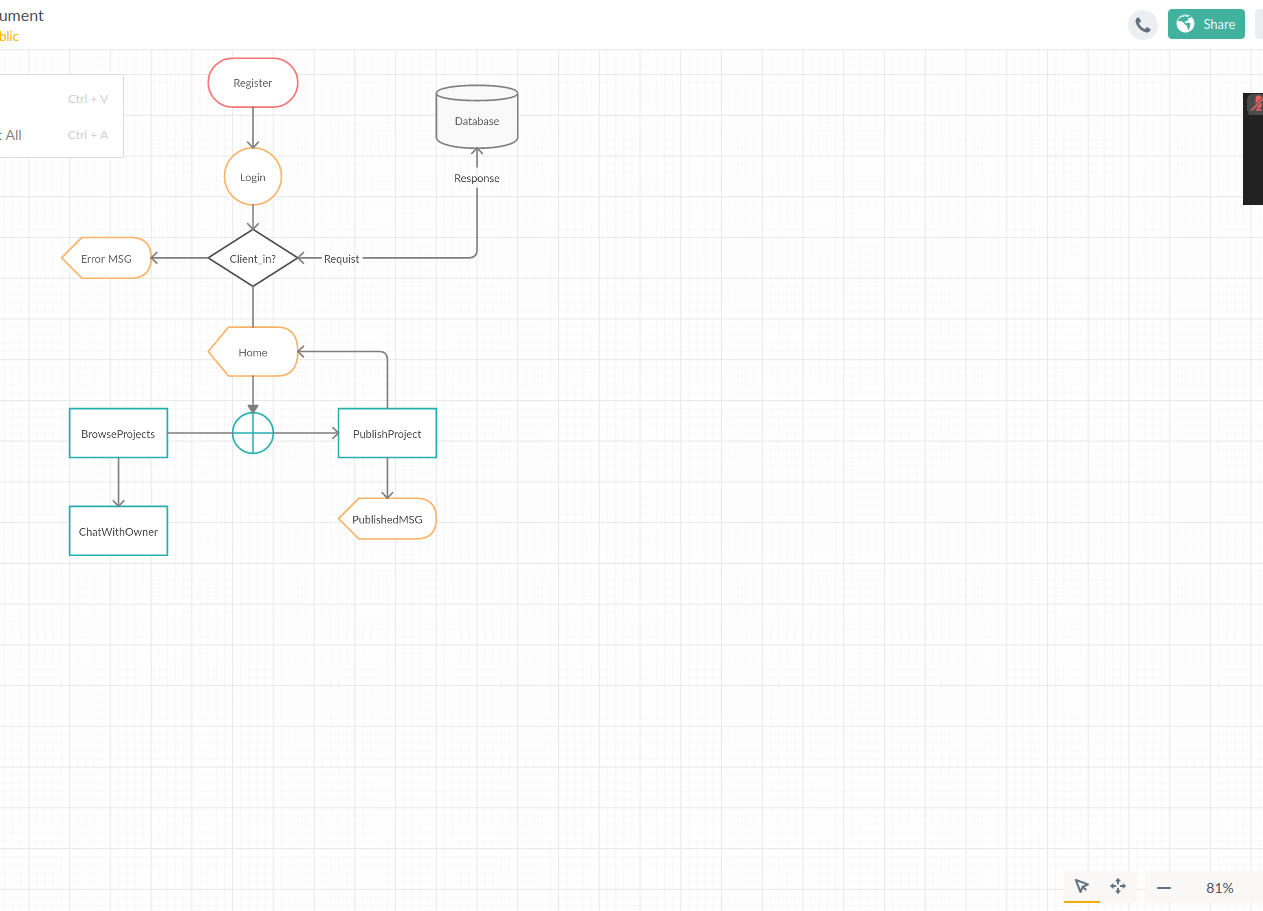 ument
blic
Share
Ctrl + V
t All
Ctrl + A
Register
Database
Login
Response
Error MSG
Client_in?
Requist
Home
BrowseProjects
PublishProject
ChatWithOwner
PublishedMSG
81%